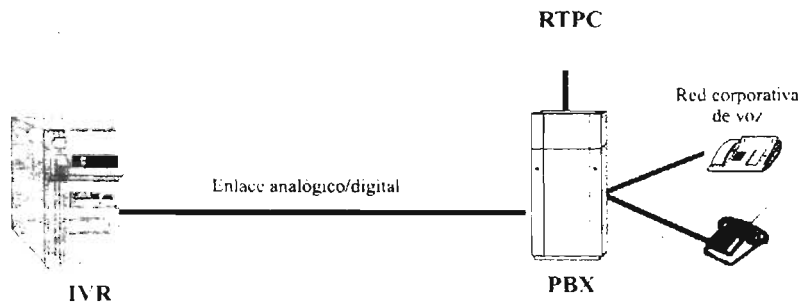 RTPC
Red corporativa
de voz
Enlace analógico/digital
IVR
PBX